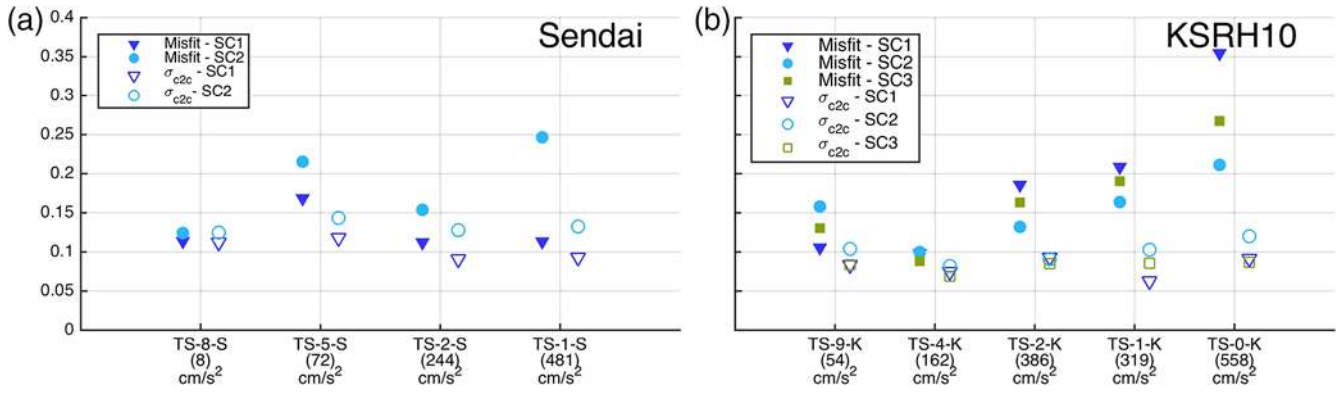 (a)
Sendai
0.4
0.35
0.3
0.25
0.2
0.15
0.1
0.05
0
Misfit - SC1
Misfit - SC2
σc2c - SC1
σc2c - SC2
TS-8-S
(8)
cm/s²
TS-5-S
(72)
cm/s²
TS-2-S
(244)
cm/s²
TS-1-S
(481)
cm/s²
(b)
KSRH10
Misfit - SC1
Misfit - SC2
Misfit - SC3
σc2c - SC1
σc2c - SC2
σc2c - SC3
TS-9-K
(54)
cm/s²
TS-4-K
(162)
cm/s²
TS-2-K
(386)
cm/s²
TS-1-K
(319)
cm/s²
TS-0-K
(558)
cm/s²